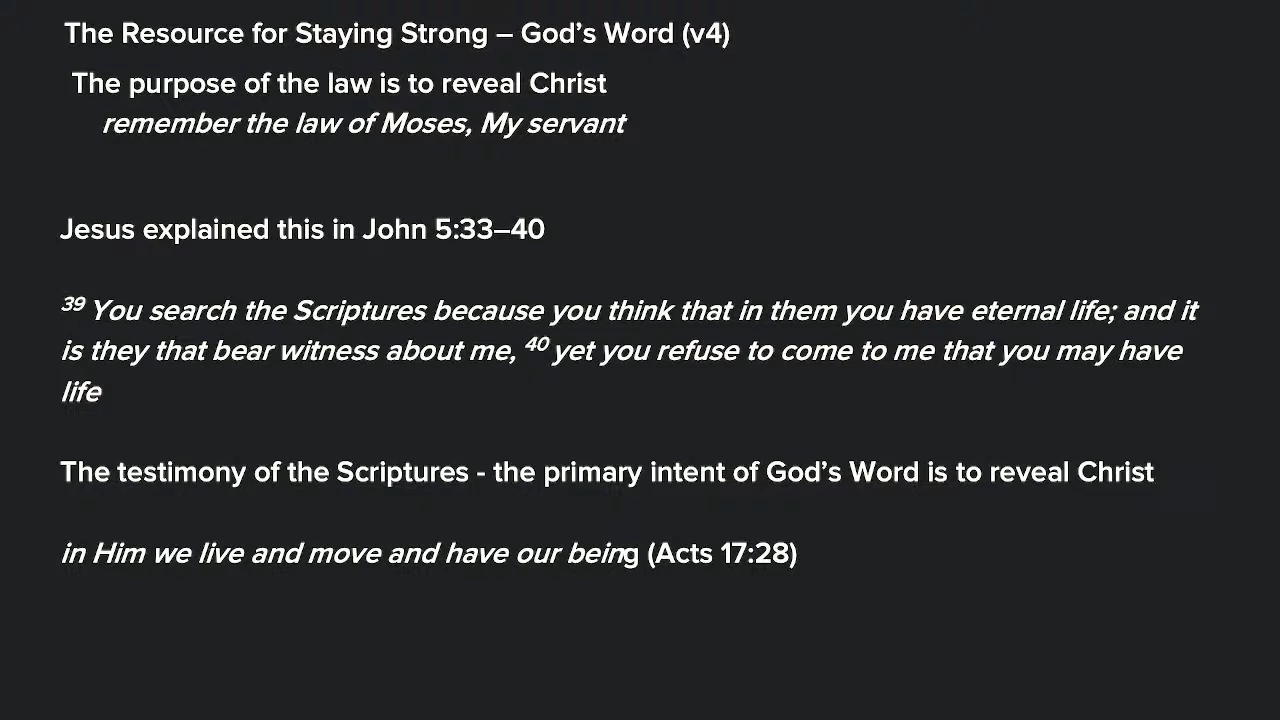 The Resource for Staying Strong – God’s Word (v4)
The purpose of the law is to reveal Christ
remember the law of Moses, My servant
Jesus explained this in John 5:33–40
39 You search the Scriptures because you think that in them you have eternal life; and it
is they that bear witness about me, 40 yet you refuse to come to me that you may have
life
The testimony of the Scriptures - the primary intent of God’s Word is to reveal Christ
in Him we live and move and have our being (Acts 17:28)